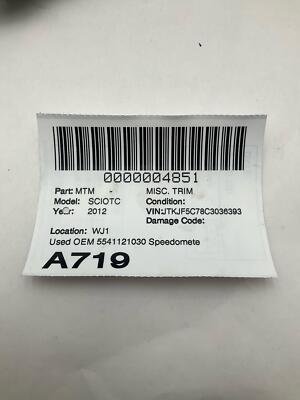 0000004851
Part: MTM - MISC. TRIM
Model: SCIOTC Condition:
Year: 2012 VIN:JTKJF5C78C3036393
Damage Code:
Location: WJ1
Used OEM 5541121030 Speedomete
A719